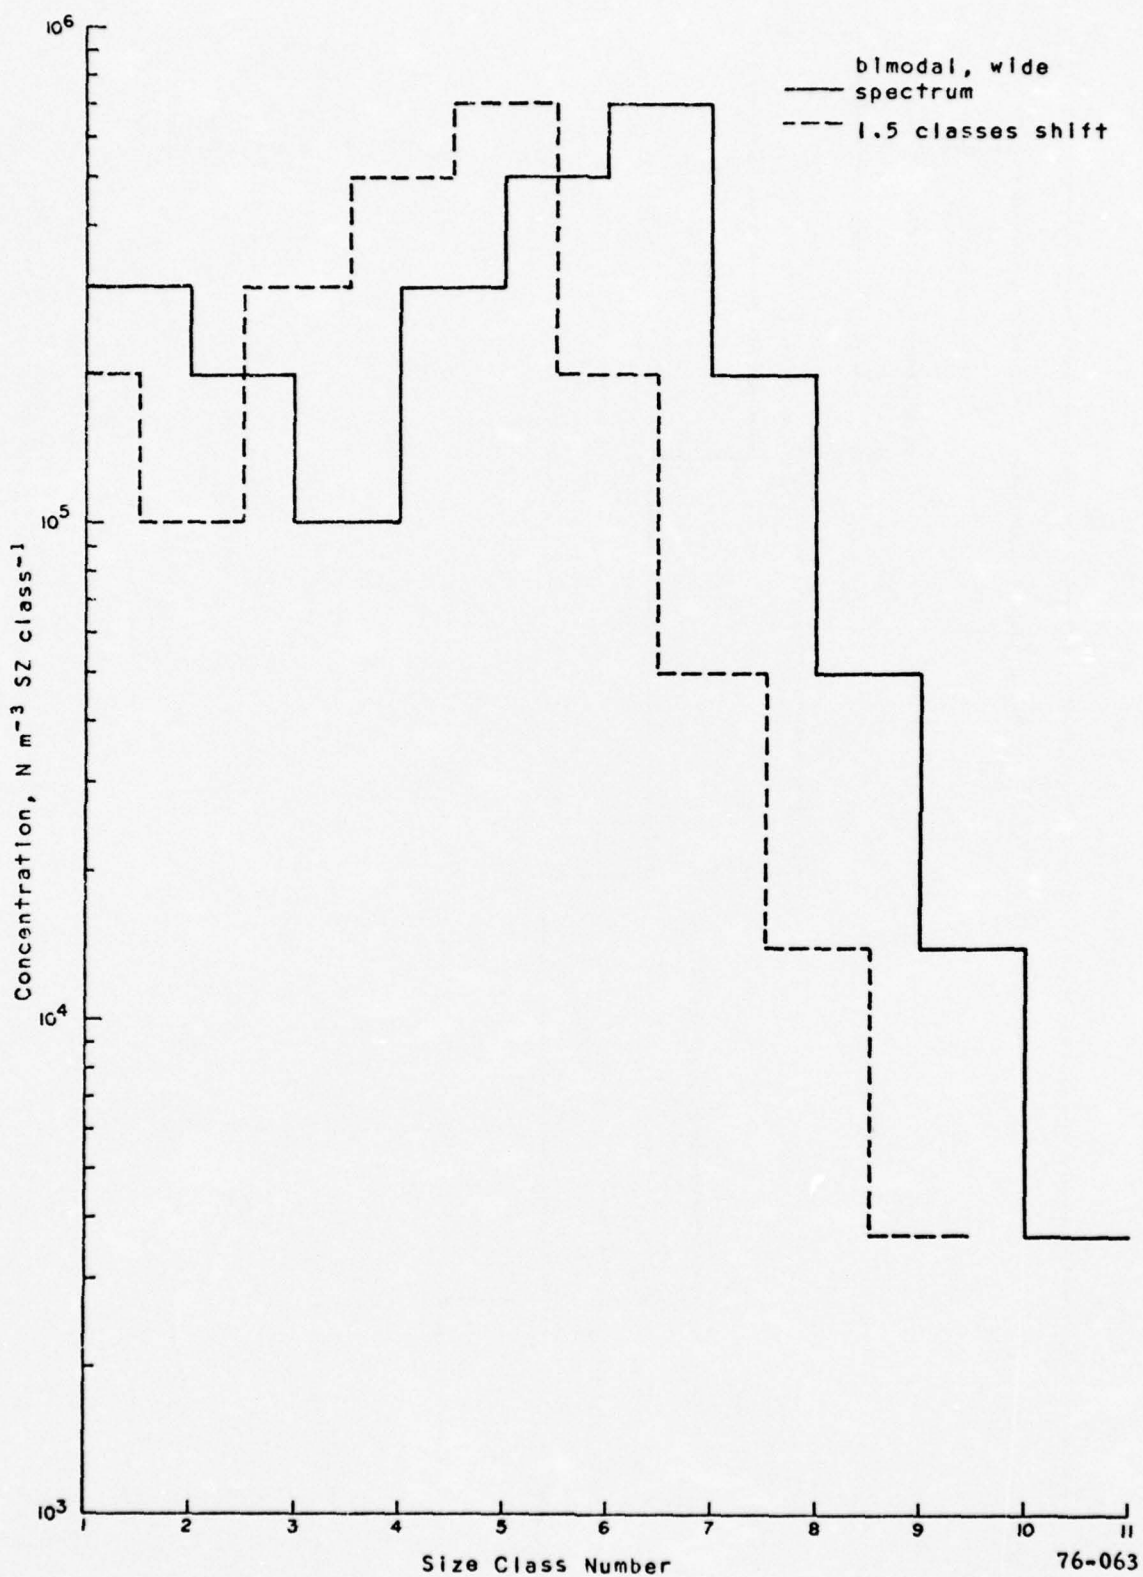 bimodal, wide
spectrum
1.5 classes shift
10⁶
10⁵
10⁴
10³
Concentration, N m⁻³ SZ class⁻¹
1 2 3 4 5 6 7 8 9 10 11
Size Class Number
76-063